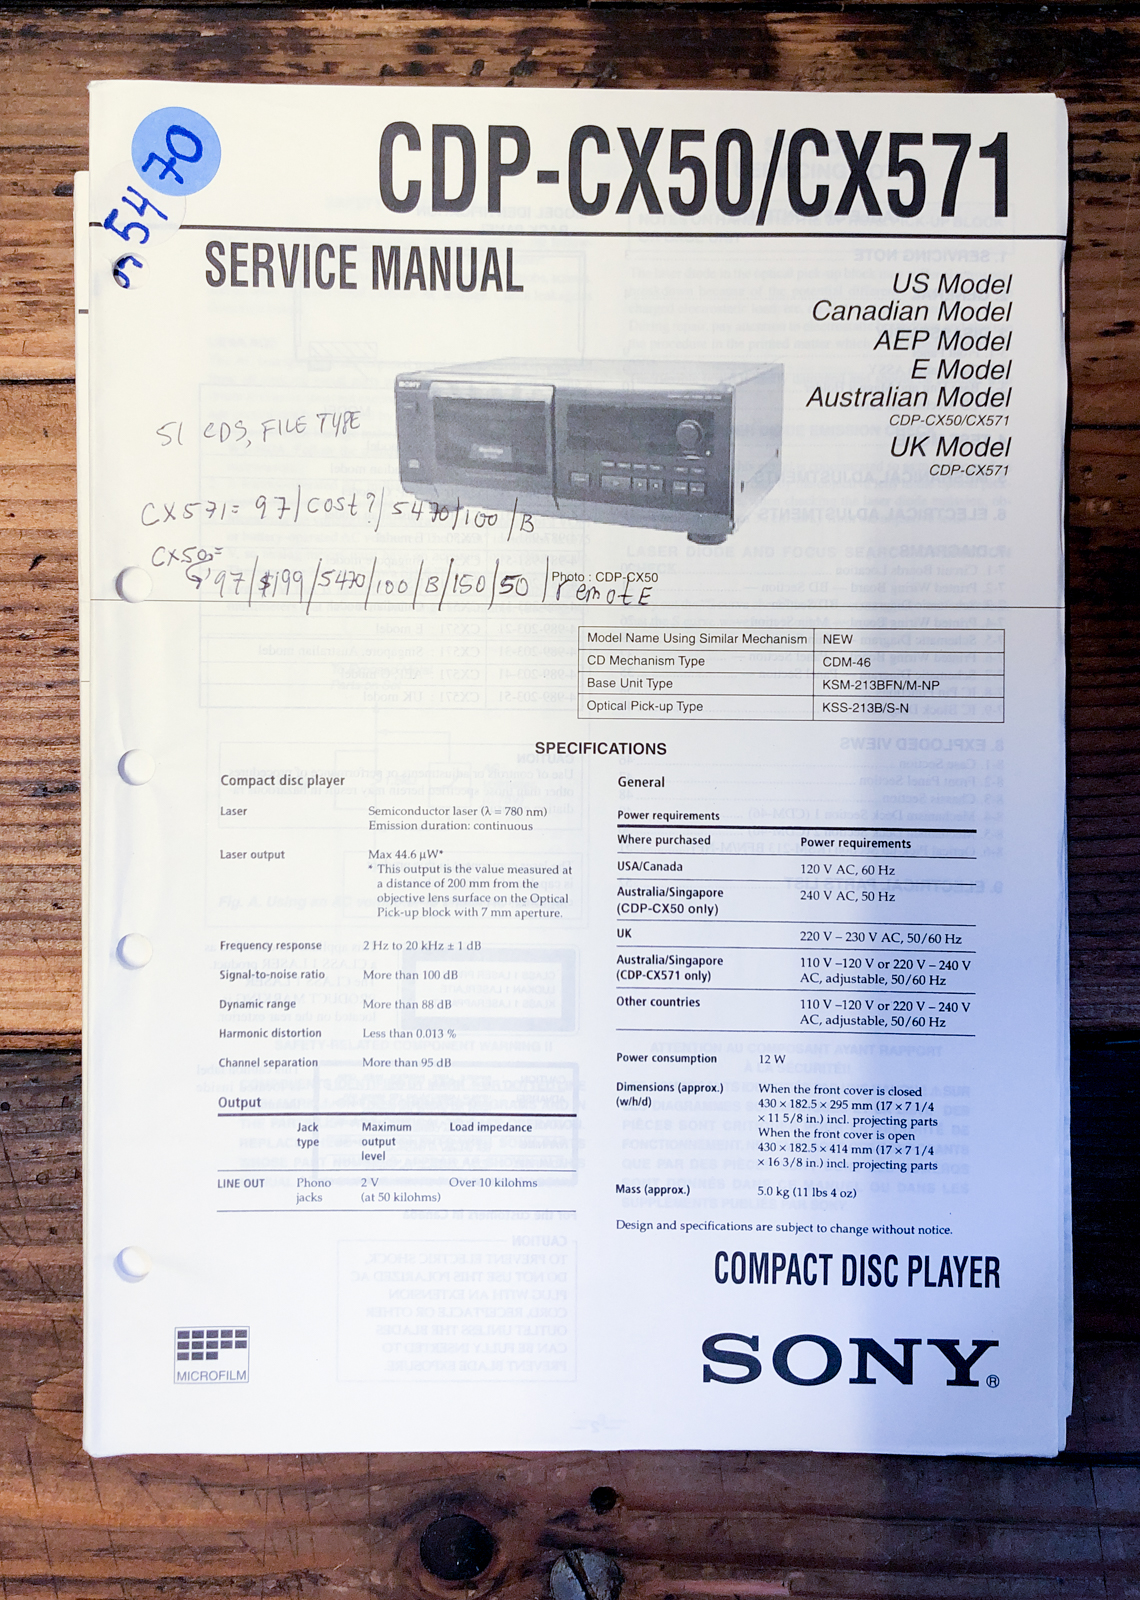 70
5470
CDP-CX50/CX571
SERVICE MANUAL
US Model
Canadian Model
AEP Model
E Model
Australian Model
CDP-CX50/CX571
UK Model
CDP-CX571
SONY
51 CDS, FILE TYPE
CX571= 97/COST?/5470/100/B
CX50=
97/$199/5470/100/B/150/50/remotE
Photo : CDP-CX50
Model Name Using Similar Mechanism NEW
CD Mechanism Type CDM-46
Base Unit Type KSM-213BFN/M-NP
Optical Pick-up Type KSS-213B/S-N
SPECIFICATIONS
Compact disc player
Laser Semiconductor laser (λ = 780 nm)
Emission duration: continuous
Laser output Max 44.6 μW*
* This output is the value measured at
a distance of 200 mm from the
objective lens surface on the Optical
Pick-up block with 7 mm aperture.
Frequency response 2 Hz to 20 kHz ± 1 dB
Signal-to-noise ratio More than 100 dB
Dynamic range More than 88 dB
Harmonic distortion Less than 0.013 %
Channel separation More than 95 dB
Output
Jack type Maximum output level Load impedance
LINE OUT Phono jacks 2 V (at 50 kilohms) Over 10 kilohms
General
Power requirements
Where purchased Power requirements
USA/Canada 120 V AC, 60 Hz
Australia/Singapore (CDP-CX50 only) 240 V AC, 50 Hz
UK 220 V – 230 V AC, 50/60 Hz
Australia/Singapore (CDP-CX571 only) 110 V –120 V or 220 V – 240 V AC, adjustable, 50/60 Hz
Other countries 110 V –120 V or 220 V – 240 V AC, adjustable, 50/60 Hz
Power consumption 12 W
Dimensions (approx.) (w/h/d) When the front cover is closed
430 × 182.5 × 295 mm (17 × 7 1/4
× 11 5/8 in.) incl. projecting parts
When the front cover is open
430 × 182.5 × 414 mm (17 × 7 1/4
× 16 3/8 in.) incl. projecting parts
Mass (approx.) 5.0 kg (11 lbs 4 oz)
Design and specifications are subject to change without notice.
COMPACT DISC PLAYER
MICROFILM
SONY®